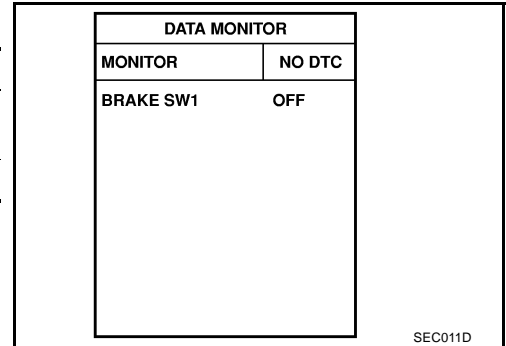 DATA MONITOR
MONITOR NO DTC
BRAKE SW1 OFF
SEC011D